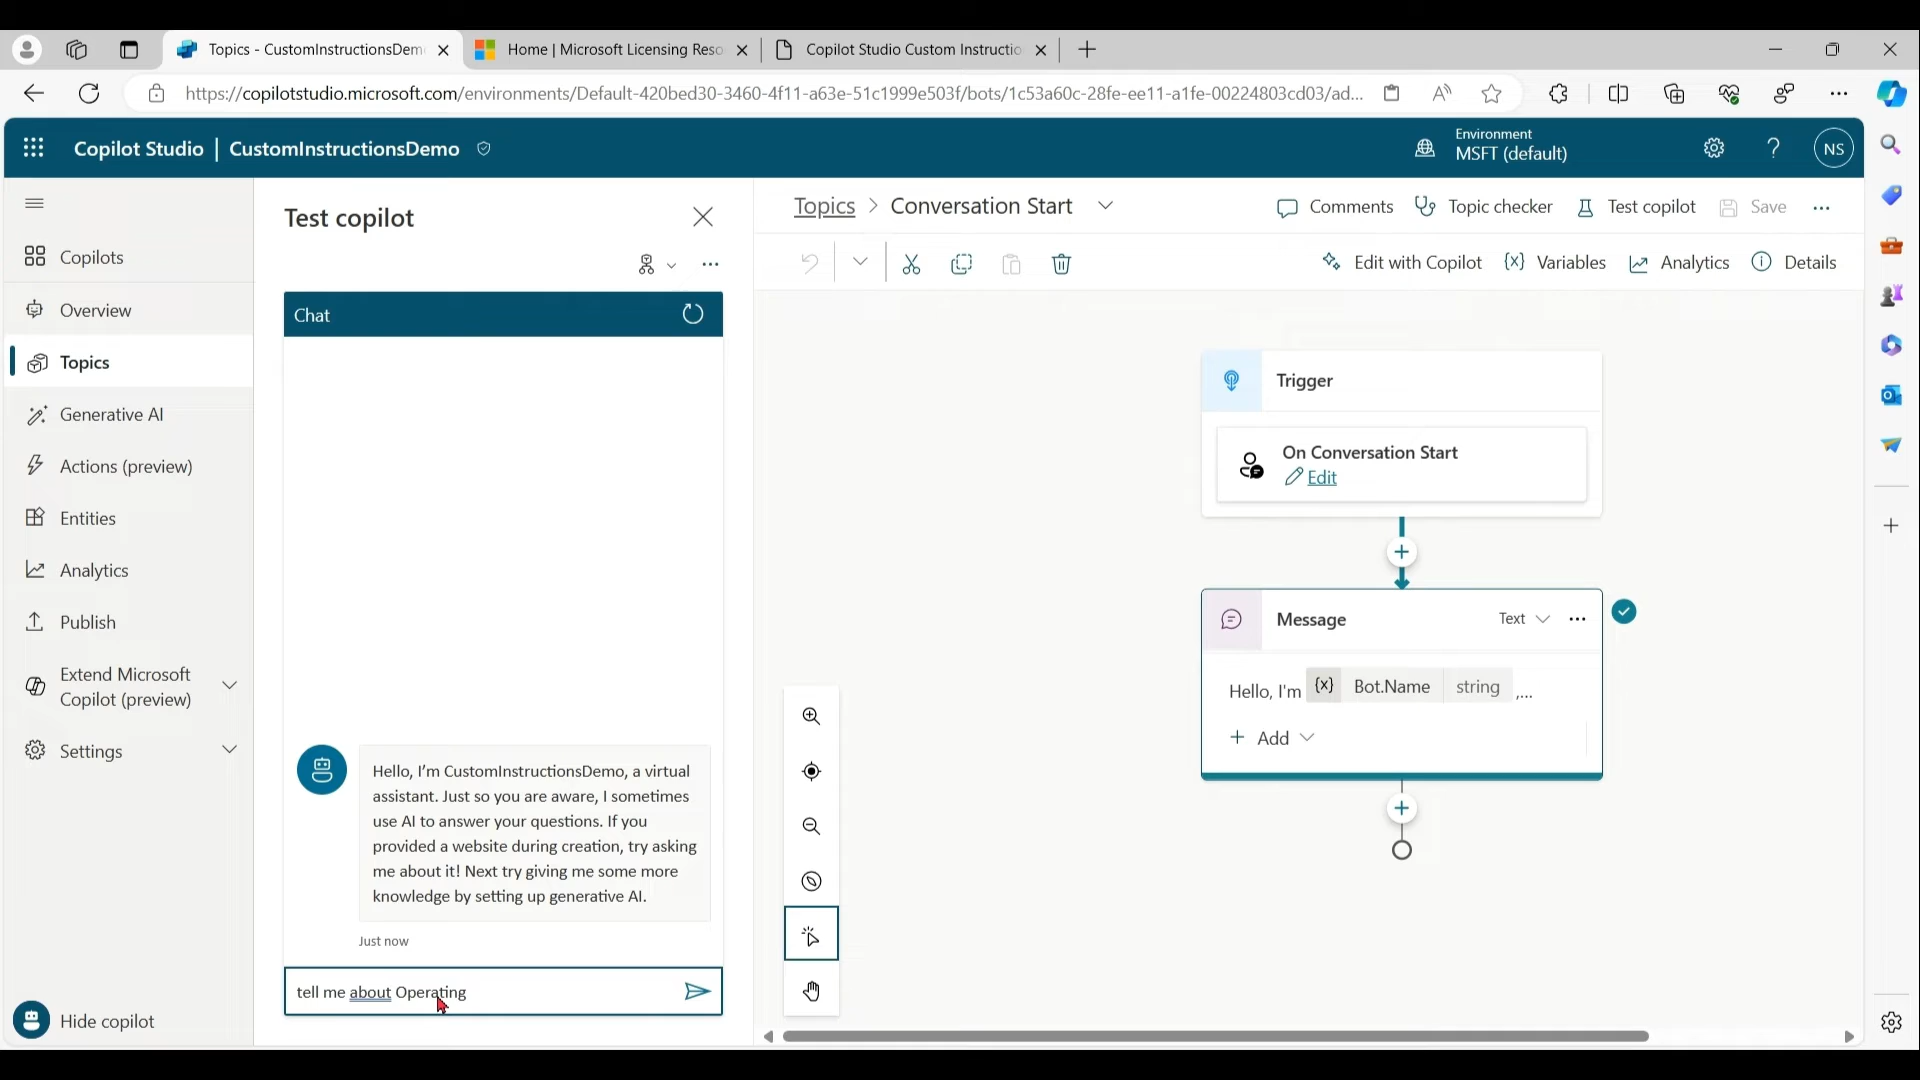 Topics - CustomInstructionsDem
Home | Microsoft Licensing Reso
Copilot Studio Custom Instructio
https://copilotstudio.microsoft.com/environments/Default-420bed30-3460-4f11-a63e-51c1999e503f/bots/1c53a60c-28fe-ee11-a1fe-00224803cd03/ad...
Copilot Studio | CustomInstructionsDemo
Environment
MSFT (default)
NS
Copilots
Overview
Topics
Generative AI
Actions (preview)
Entities
Analytics
Publish
Extend Microsoft
Copilot (preview)
Settings
Hide copilot
Test copilot
Chat
Hello, I'm CustomInstructionsDemo, a virtual
assistant. Just so you are aware, I sometimes
use AI to answer your questions. If you
provided a website during creation, try asking
me about it! Next try giving me some more
knowledge by setting up generative AI.
Just now
tell me about Operating
Topics > Conversation Start
Comments
Topic checker
Test copilot
Save
Edit with Copilot
{x} Variables
Analytics
Details
Trigger
On Conversation Start
Edit
Message
Text
Hello, I'm {x} Bot.Name string ,...
+ Add